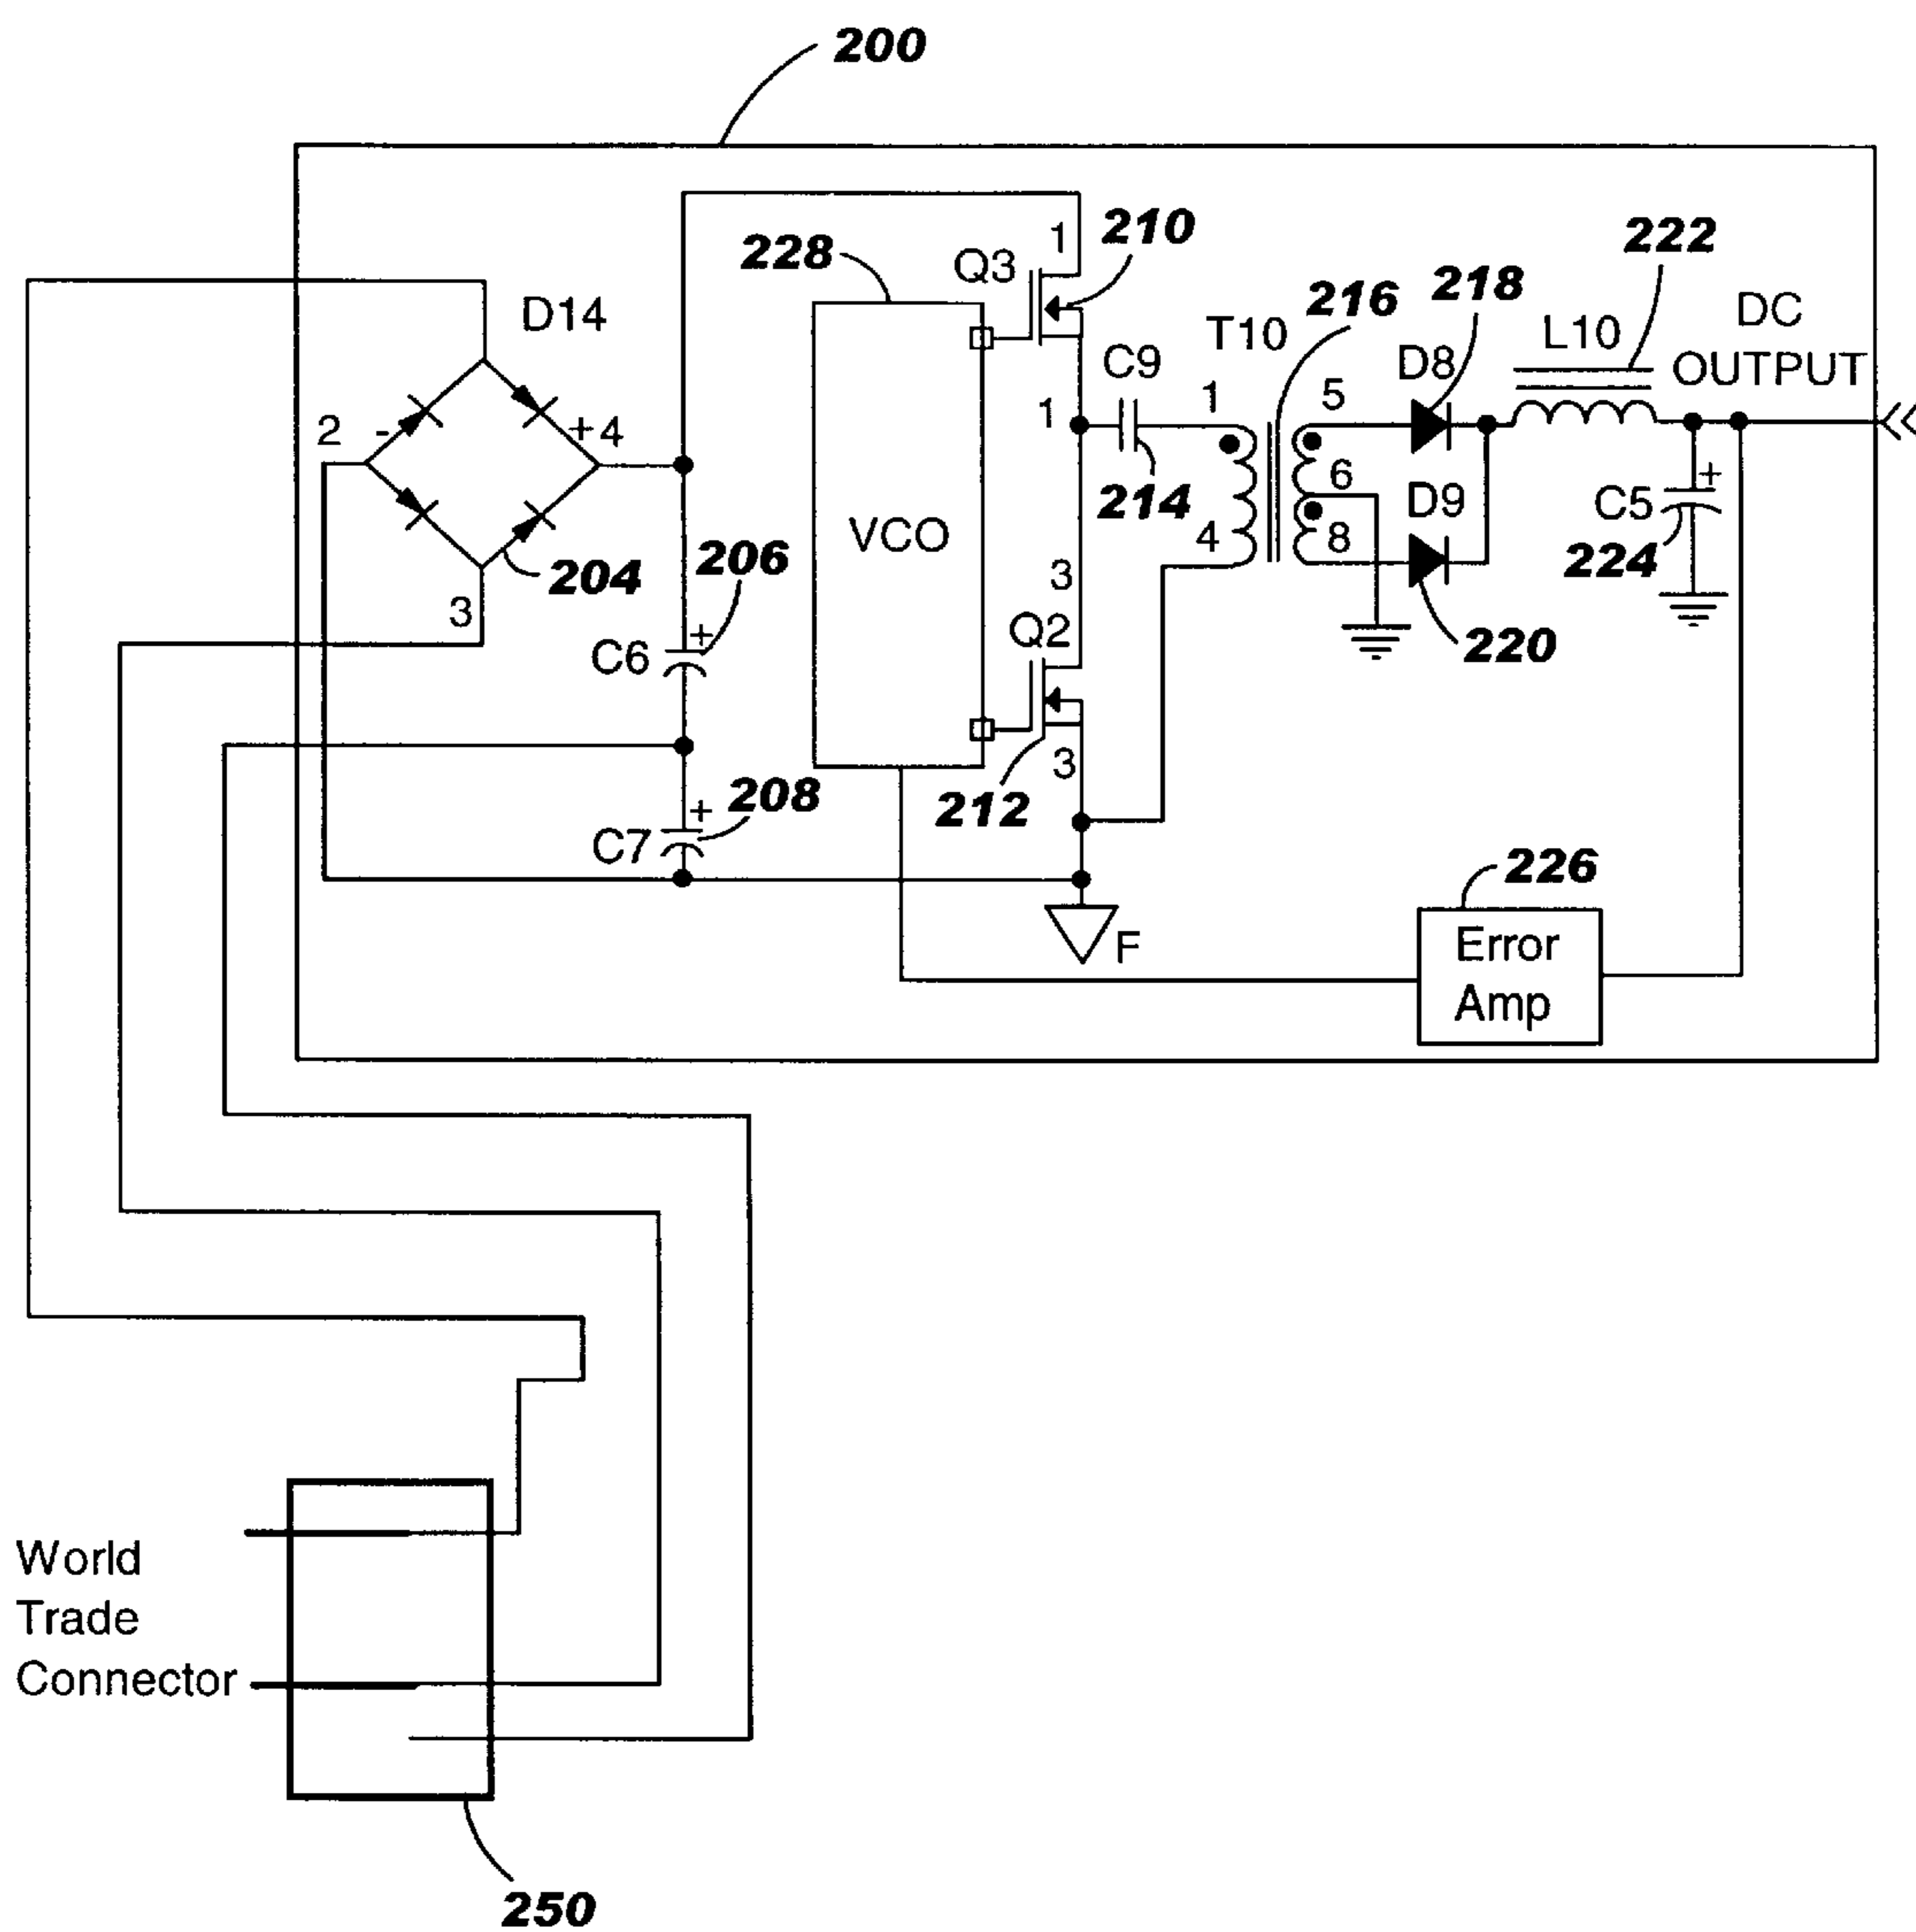 200
1
210
228
Q3
222
218
216
D14
T10
L10
DC
OUTPUT
D8
C9
1
1
5
2
-
+
4
6
+
214
D9
C5
VCO
4
8
206
224
204
3
3
+
Q2
220
C6
3
+
208
212
C7
226
F
Error
Amp
World
Trade
Connector
250